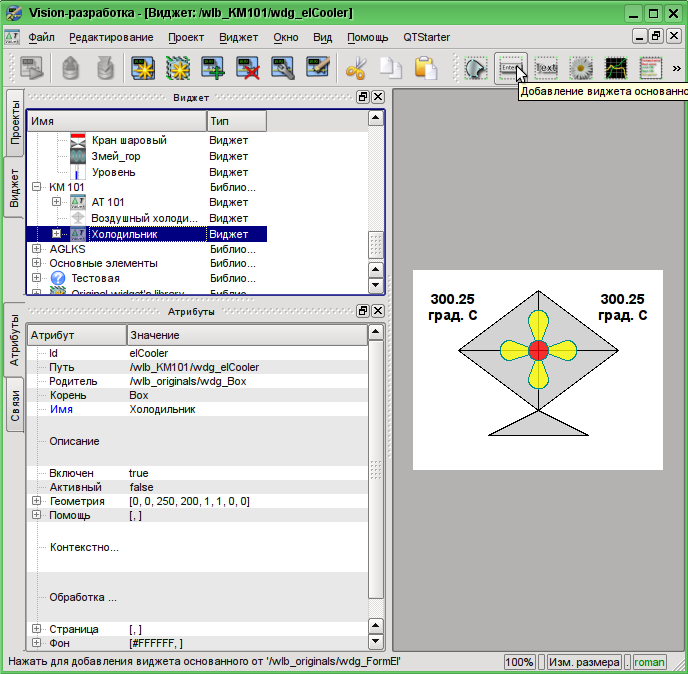 Vision-разработка - [Виджет: /wlb_KM101/wdg_elCooler]
Файл Редактирование Проект Виджет Окно Вид Помощь QTStarter
Enter Text »
Добавление виджета основанно
Проекты
Виджет
Виджет
Имя Тип
Кран шаровый Виджет
Змей_гор Виджет
Уровень Виджет
КМ 101 Библио...
АТ 101 Виджет
Воздушный холоди... Виджет
Холодильник Виджет
AGLKS Библио...
Основные элементы Библио...
Тестовая Библио...
Original widget's library Библио...
Атрибуты
Связи
Атрибуты
Атрибут Значение
Id elCooler
Путь /wlb_KM101/wdg_elCooler
Родитель /wlb_originals/wdg_Box
Корень Box
Имя Холодильник
Описание
Включен true
Активный false
Геометрия [0, 0, 250, 200, 1, 1, 0, 0]
Помощь [, ]
Контекстно...
Обработка ...
Страница [, ]
Фон [#FFFFFF, ]
300.25 300.25
град. С град. С
Нажать для добавления виджета основанного от '/wlb_originals/wdg_FormEl' 100% Изм. размера . roman